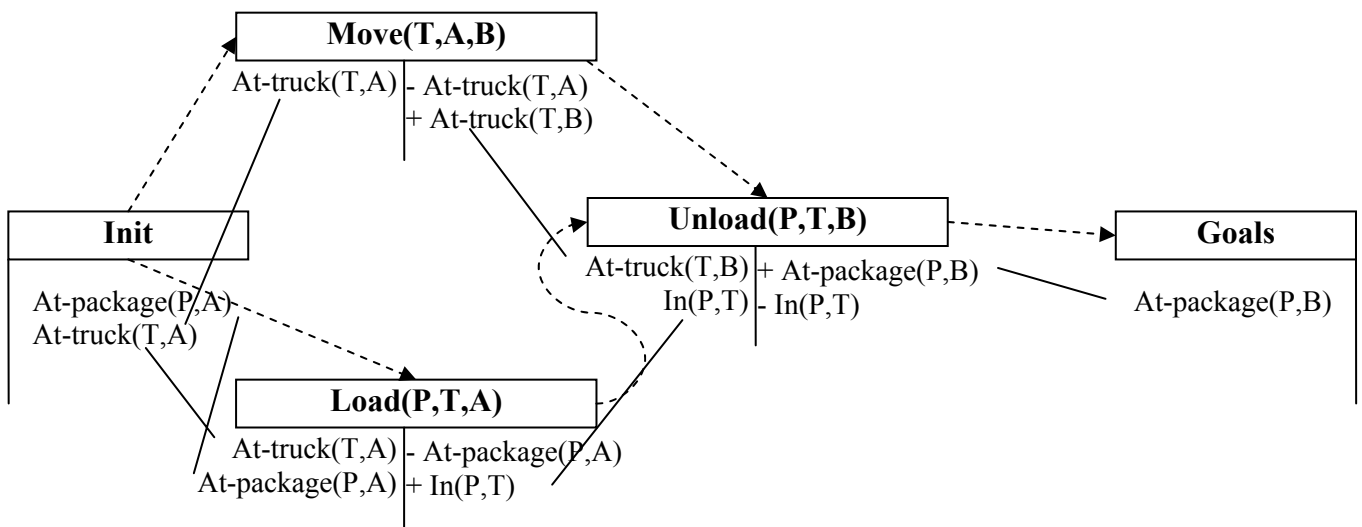 Move(T,A,B)
At-truck(T,A) - At-truck(T,A)
+ At-truck(T,B)
Init
At-package(P,A)
At-truck(T,A)
Unload(P,T,B)
At-truck(T,B) + At-package(P,B)
In(P,T) - In(P,T)
Goals
At-package(P,B)
Load(P,T,A)
At-truck(T,A) - At-package(P,A)
At-package(P,A) + In(P,T)